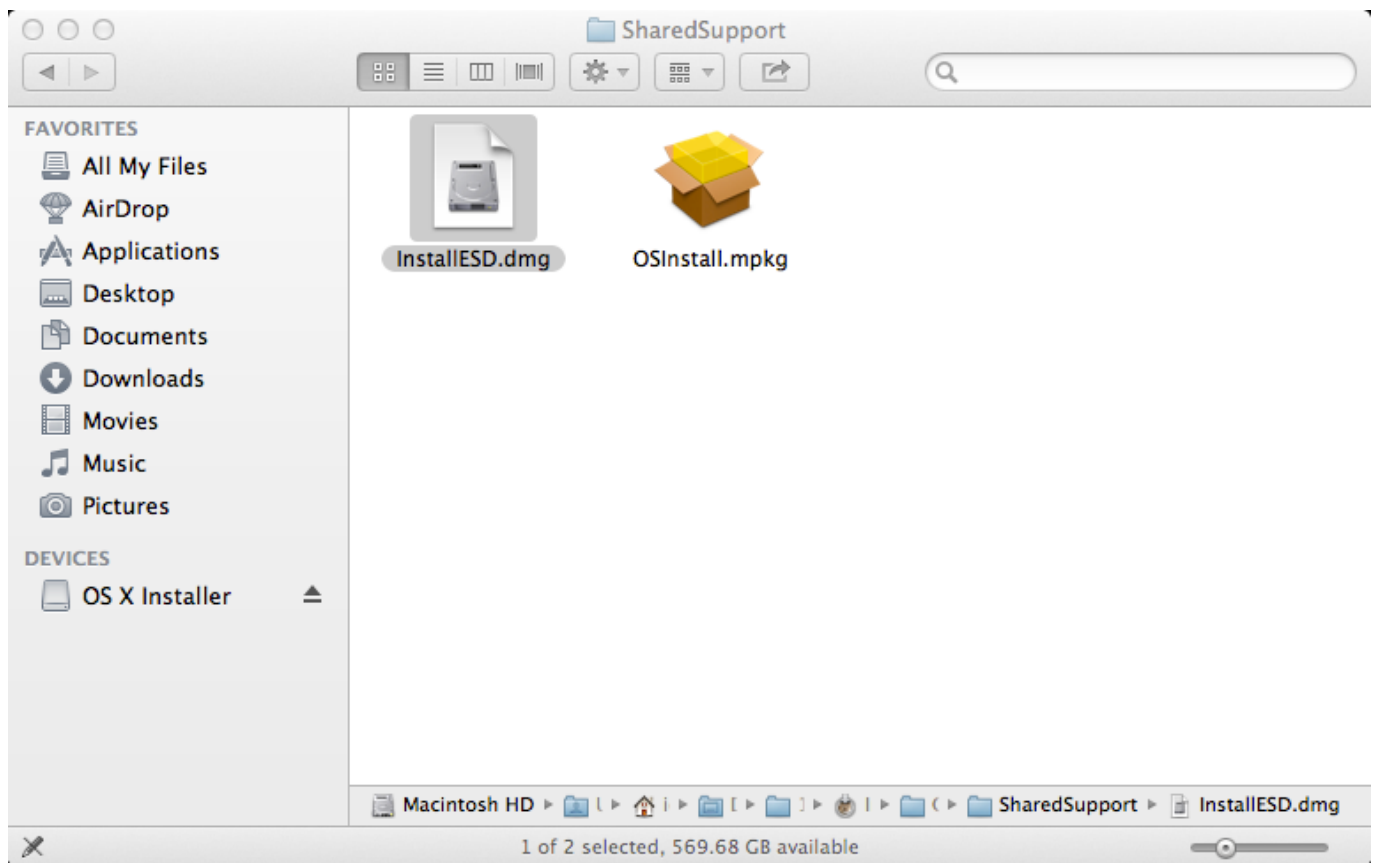 SharedSupport
FAVORITES
All My Files
AirDrop
Applications
Desktop
Documents
Downloads
Movies
Music
Pictures
DEVICES
OS X Installer
InstallESD.dmg
OSInstall.mpkg
Macintosh HD SharedSupport InstallESD.dmg
1 of 2 selected, 569.68 GB available